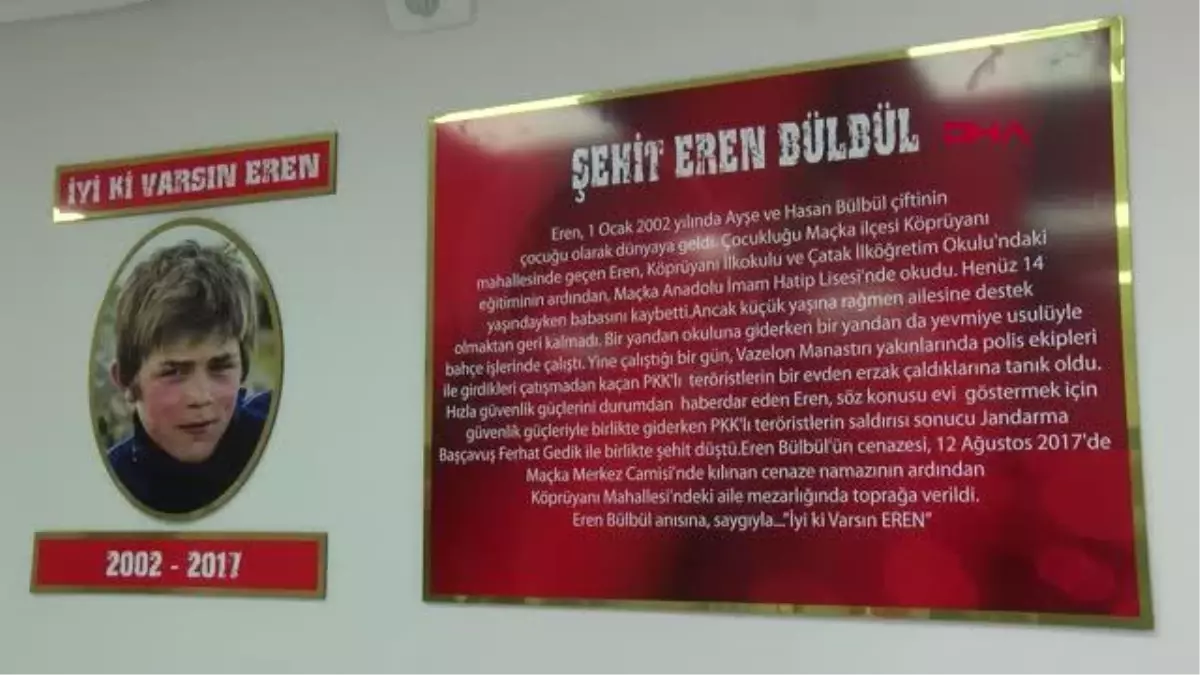 İYİ Kİ VARSIN EREN
2002 - 2017
ŞEHİT EREN BÜLBÜL
DHA
Eren, 1 Ocak 2002 yılında Ayşe ve Hasan Bülbül çiftinin
çocuğu olarak dünyaya geldi. Çocukluğu Maçka ilçesi Köprüyanı
mahallesinde geçen Eren, Köprüyanı İlkokulu ve Çatak İlköğretim Okulu'ndaki
eğitiminin ardından, Maçka Anadolu İmam Hatip Lisesi'nde okudu. Henüz 14
yaşındayken babasını kaybetti.Ancak küçük yaşına rağmen ailesine destek
olmaktan geri kalmadı. Bir yandan okuluna giderken bir yandan da yevmiye usulüyle
bahçe işlerinde çalıştı. Yine çalıştığı bir gün, Vazelon Manastırı yakınlarında polis ekipleri
ile girdikleri çatışmadan kaçan PKK'lı teröristlerin bir evden erzak çaldıklarına tanık oldu.
Hızla güvenlik güçlerini durumdan haberdar eden Eren, söz konusu evi göstermek için
güvenlik güçleriyle birlikte giderken PKK'lı teröristlerin saldırısı sonucu Jandarma
Başçavuş Ferhat Gedik ile birlikte şehit düştü.Eren Bülbül'ün cenazesi, 12 Ağustos 2017'de
Maçka Merkez Camisi'nde kılınan cenaze namazının ardından
Köprüyanı Mahallesi'ndeki aile mezarlığında toprağa verildi.
Eren Bülbül anısına, saygıyla..."İyi ki Varsın EREN"